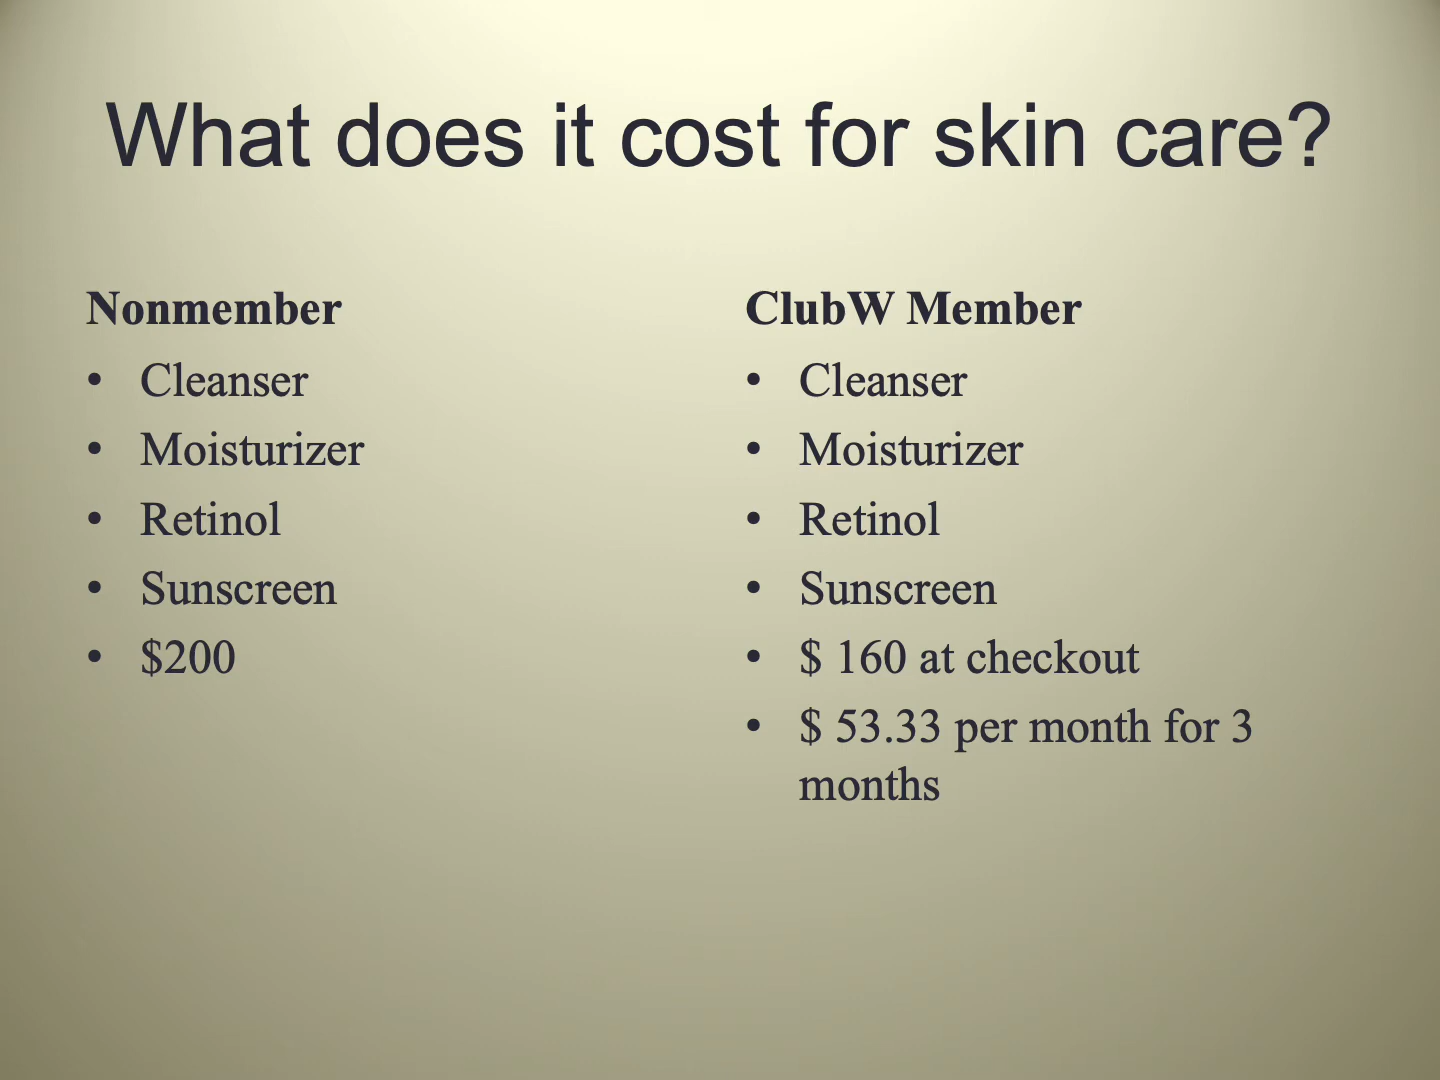 What does it cost for skin care?
Nonmember
• Cleanser
• Moisturizer
• Retinol
• Sunscreen
• $200
ClubW Member
• Cleanser
• Moisturizer
• Retinol
• Sunscreen
• $ 160 at checkout
• $ 53.33 per month for 3
months